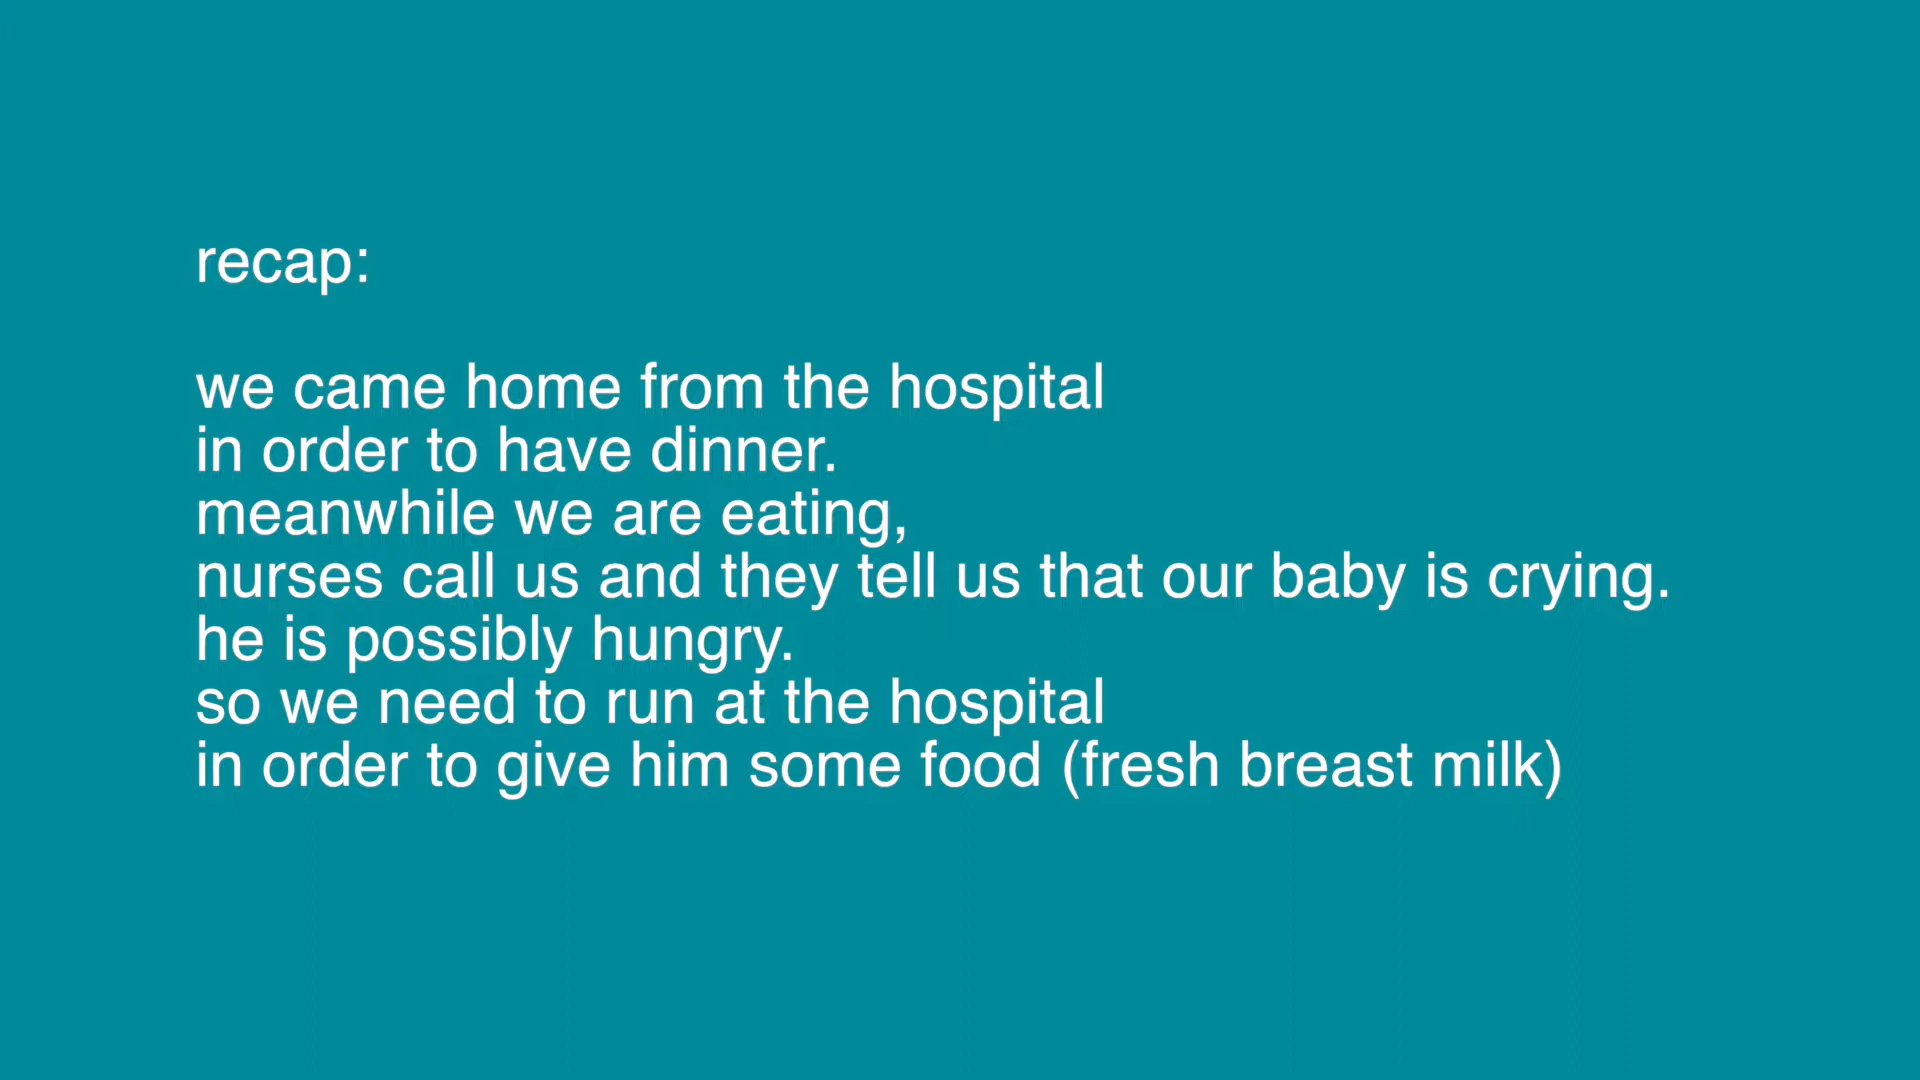 recap:
we came home from the hospital
in order to have dinner.
meanwhile we are eating,
nurses call us and they tell us that our baby is crying.
he is possibly hungry.
so we need to run at the hospital
in order to give him some food (fresh breast milk)